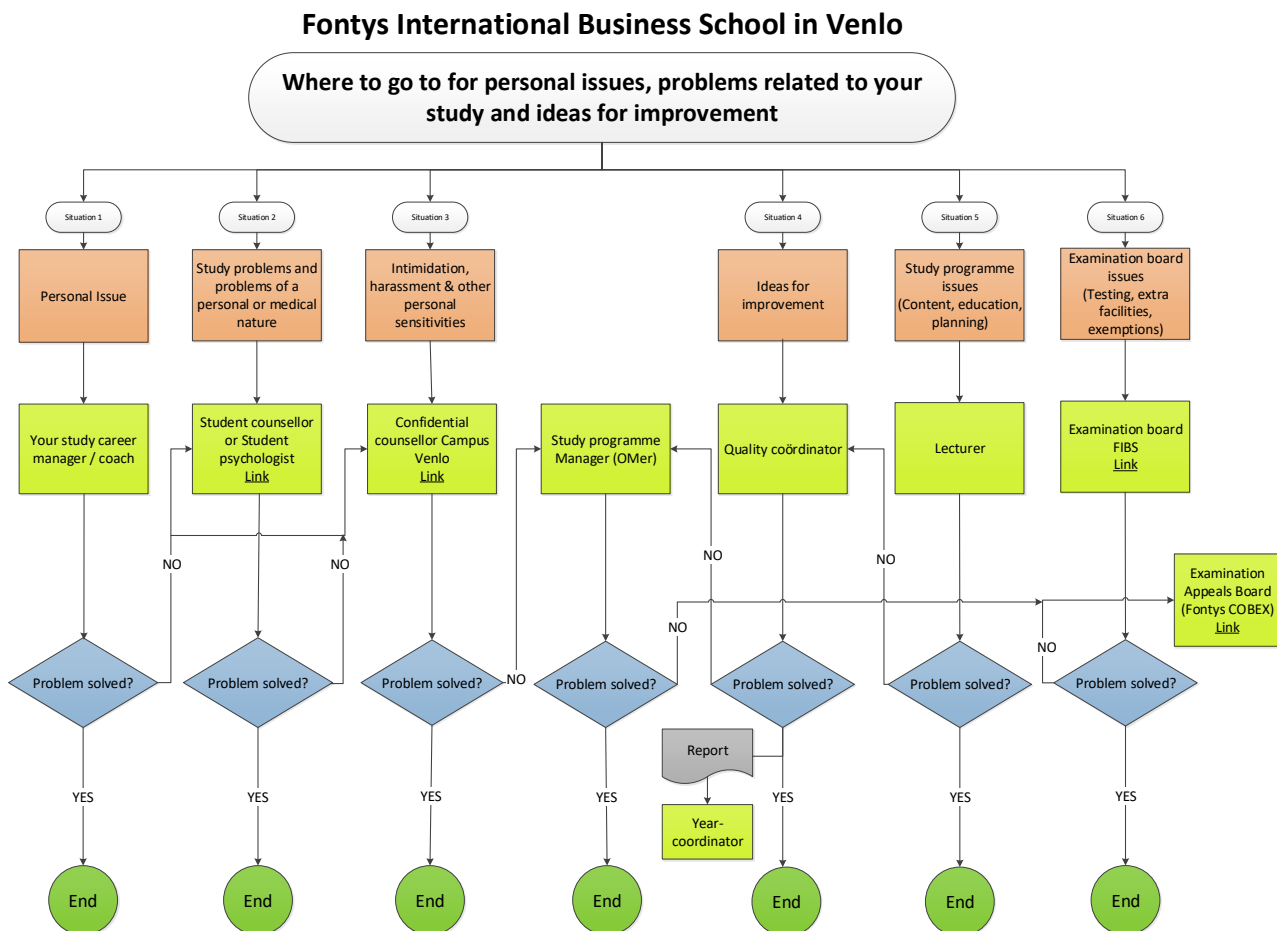 Fontys International Business School in Venlo
Where to go to for personal issues, problems related to your
study and ideas for improvement
Situation 1
Situation 2
Situation 3
Situation 4
Situation 5
Situation 6
Personal Issue
Study problems and
problems of a
personal or medical
nature
Intimidation,
harassment & other
personal
sensitivities
Ideas for
improvement
Study programme
issues
(Content, education,
planning)
Examination board
issues
(Testing, extra
facilities,
exemptions)
Your study career
manager / coach
Student counsellor
or Student
psychologist
Link
Confidential
counsellor Campus
Venlo
Link
Study programme
Manager (OMer)
Quality coördinator
Lecturer
Examination board
FIBS
Link
NO
NO
NO
NO
NO
NO
NO
Examination
Appeals Board
(Fontys COBEX)
Link
Problem solved?
Problem solved?
Problem solved?
Problem solved?
Problem solved?
Problem solved?
Problem solved?
Report
Year-
coordinator
YES
YES
YES
YES
YES
YES
YES
End
End
End
End
End
End
End